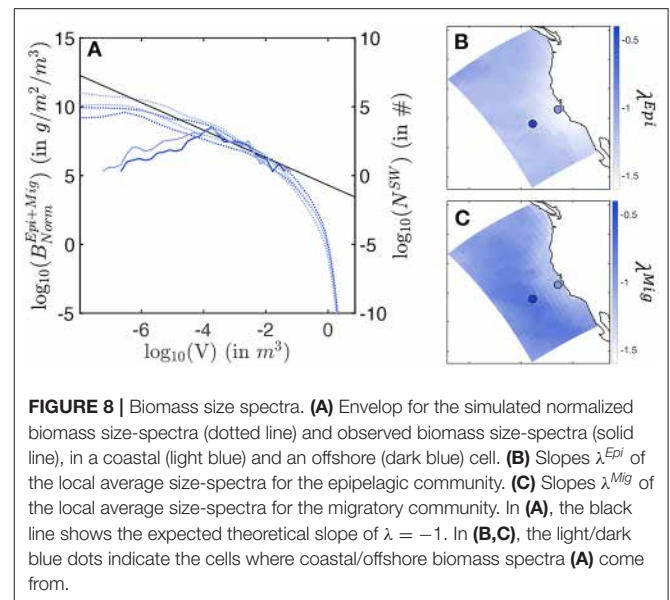 A
15
10
5
0
-5
log10(B^{Epi+Mig}_{Norm}) (in g/m^2/m^3)
10
5
0
-5
-10
log10(N^{SW}) (in #)
-6
-4
-2
0
log10(V) (in m^3)
B
-0.5
-1
-1.5
λ^{Epi}
C
-0.5
-1
-1.5
λ^{Mig}
FIGURE 8 | Biomass size spectra. (A) Envelop for the simulated normalized
biomass size-spectra (dotted line) and observed biomass size-spectra (solid
line), in a coastal (light blue) and an offshore (dark blue) cell. (B) Slopes λ^{Epi} of
the local average size-spectra for the epipelagic community. (C) Slopes λ^{Mig} of
the local average size-spectra for the migratory community. In (A), the black
line shows the expected theoretical slope of λ = −1. In (B,C), the light/dark
blue dots indicate the cells where coastal/offshore biomass spectra (A) come
from.